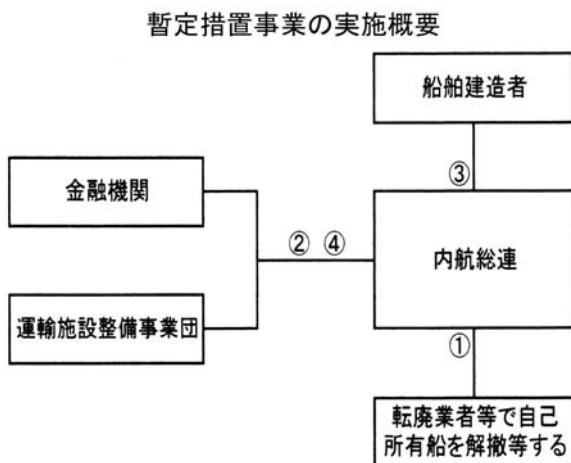 暫定措置事業の実施概要
船舶建造者
③
金融機関
② ④
内航総連
運輸施設整備事業団
①
転廃業者等で自己
所有船を解撤等する